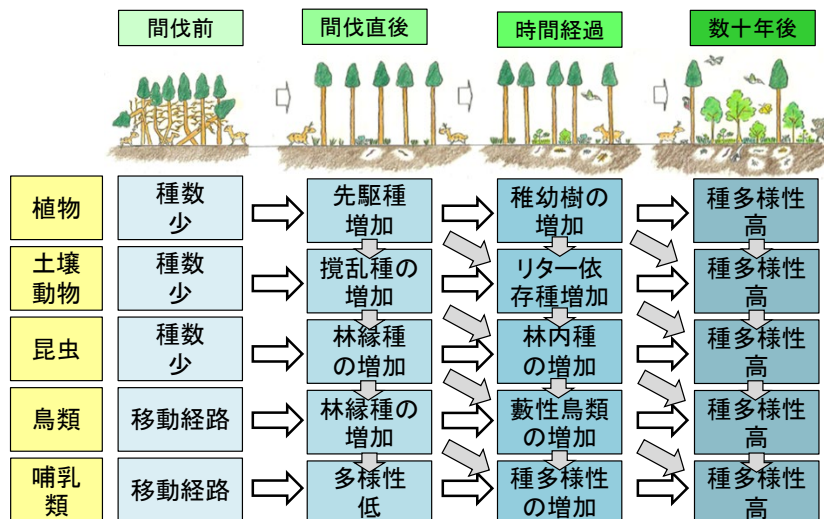 間伐前
間伐直後
時間経過
数十年後
植物
種数
少
先駆種
増加
稚幼樹の
増加
種多様性
高
土壌
動物
種数
少
撹乱種の
増加
リター依
存種増加
種多様性
高
昆虫
種数
少
林縁種
の増加
林内種
の増加
種多様性
高
鳥類
移動経路
林縁種の
増加
藪性鳥類
の増加
種多様性
高
哺乳
類
移動経路
多様性
低
種多様性
の増加
種多様性
高